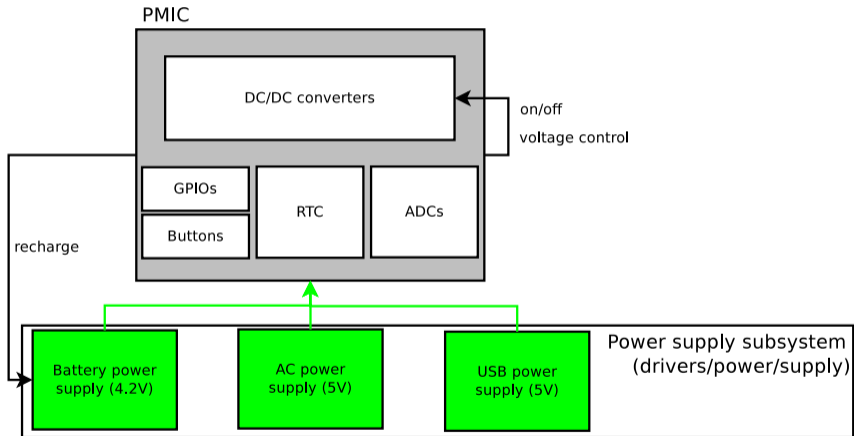 PMIC
DC/DC converters
on/off
voltage control
GPIOs
RTC
ADCs
Buttons
recharge
Power supply subsystem
(drivers/power/supply)
Battery power
supply (4.2V)
AC power
supply (5V)
USB power
supply (5V)